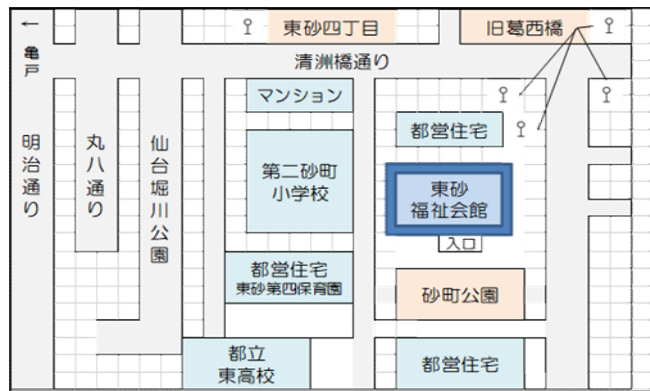 ←
亀戸
東砂四丁目
旧葛西橋
清洲橋通り
明治通り
丸八通り
仙台堀川公園
マンション
都営住宅
第二砂町
小学校
東砂
福祉会館
入口
都営住宅
東砂第四保育園
砂町公園
都立
東高校
都営住宅